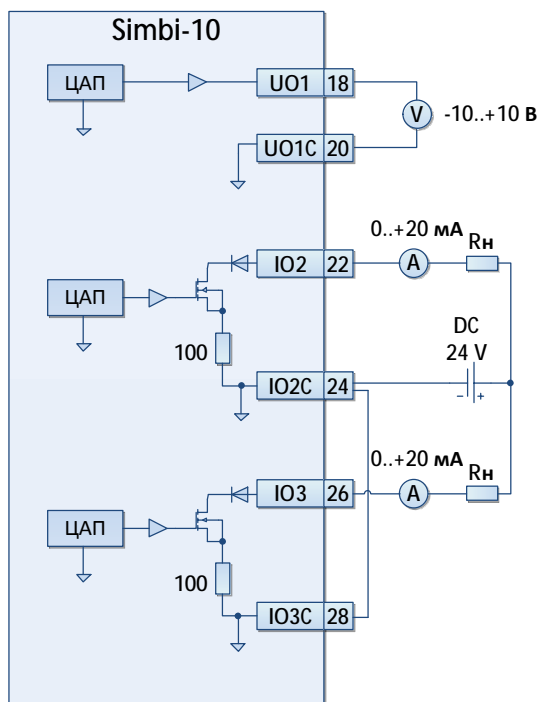 Simbi-10
ЦАП
UO1 18
V
-10..+10 В
UO1C 20
0..+20 мА
Rн
IO2 22
A
ЦАП
100
DC
24 V
IO2C 24
- +
0..+20 мА
Rн
IO3 26
A
ЦАП
100
IO3C 28